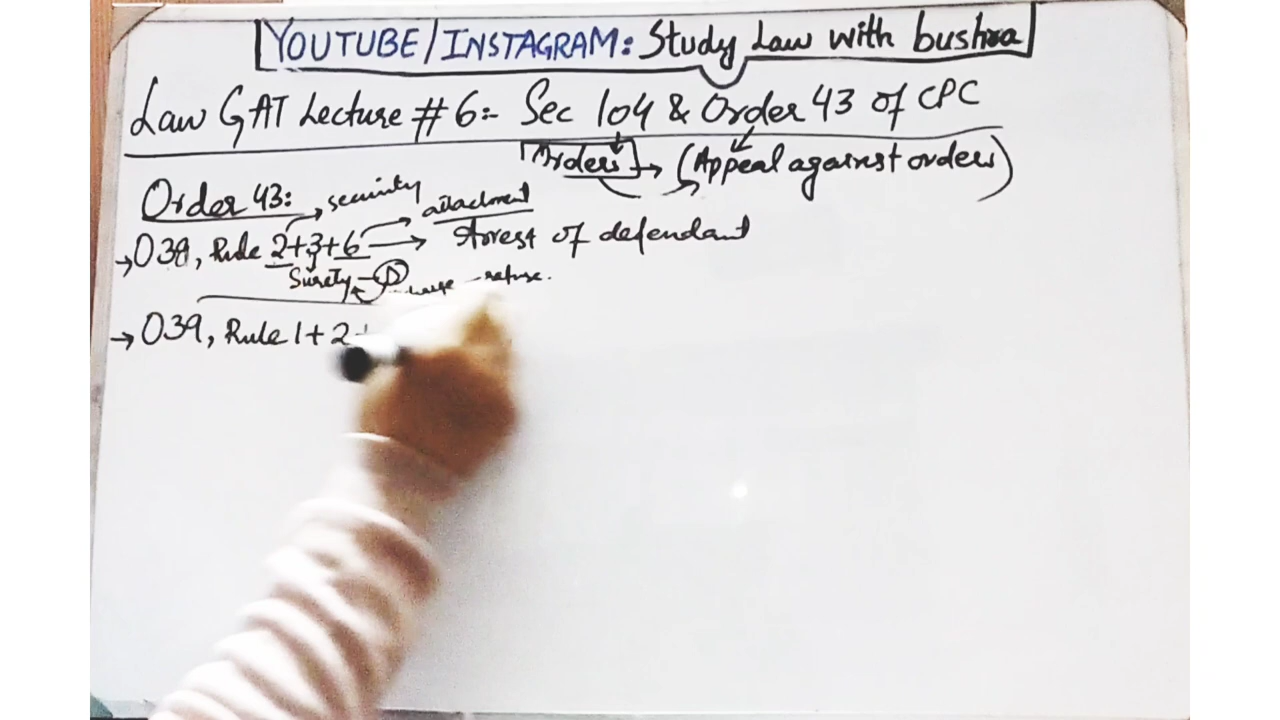 YOUTUBE/INSTAGRAM: Study Law with bushra
Law GAT Lecture # 6:- Sec 104 & Order 43 of CPC
Orders → (Appeal against orders)
Order 43: → security
attachment
→ O38, Rule 2+3+6 → Arrest of defendant
Surety - D refuse.
→ O39, Rule 1+2+